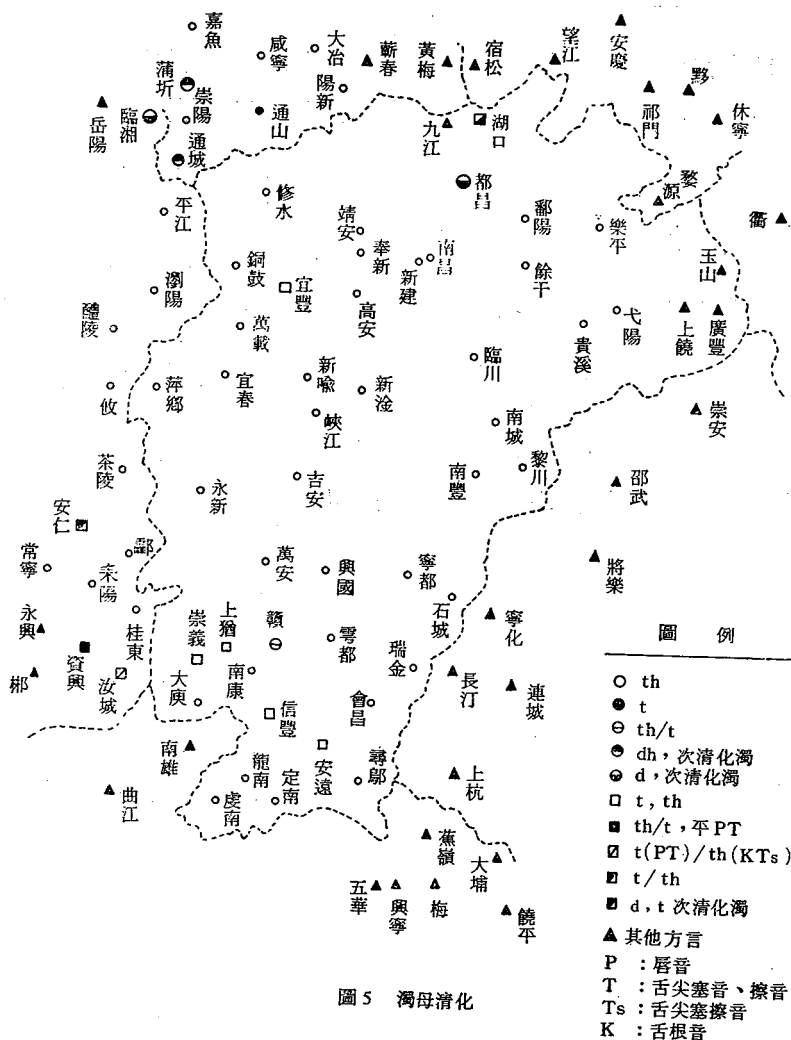 嘉魚
咸寧
大冶
陽新
蘄春
黃梅
宿松
望江
安慶
黟
祁門
休寧
蒲圻
崇陽
岳陽
臨湘
通城
通山
九江
湖口
都昌
婺源
衢
平江
修水
靖安
奉新
新建
南昌
鄱陽
樂平
玉山
瀏陽
銅鼓
宜豐
高安
餘干
醴陵
萬載
弋陽
上饒
廣豐
貴溪
臨川
攸
萍鄉
宜春
新喻
新淦
峽江
南城
崇安
茶陵
永新
吉安
南豐
黎川
邵武
安仁
常寧
耒陽
酃
萬安
興國
寧都
將樂
石城
寧化
永興
郴
資興
汝城
桂東
崇義
上猶
贛
雩都
瑞金
大庾
南康
信豐
會昌
長汀
連城
南雄
曲江
龍南
虔南
定南
安遠
尋鄔
上杭
蕉嶺
大埔
五華
興寧
梅
饒平
圖例
th
t
th/t
dh,次清化濁
d,次清化濁
t, th
th/t,平PT
t(PT)/th(KTs)
t/th
d, t 次清化濁
其他方言
P :唇音
T :舌尖塞音、擦音
Ts :舌尖塞擦音
K :舌根音
圖5 濁母清化